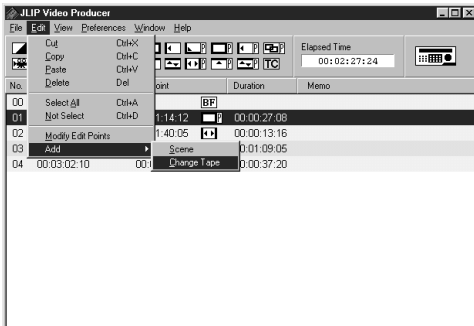 JLIP Video Producer
File Edit View Preferences Window Help
Cut Ctrl+X
Copy Ctrl+C
Paste Ctrl+V
Delete Del
Select All Ctrl+A
Not Select Ctrl+D
Modify Edit Points
Add
Scene
Change Tape
P P P P
P P P TC
Elapsed Time
00:02:27:24
No. oint Duration Memo
00 BF
01 1:14:12 P 00:00:27:08
02 1:40:05 00:00:13:16
03 0:01:09:05
04 00:03:02:10 00:0 0:00:37:20